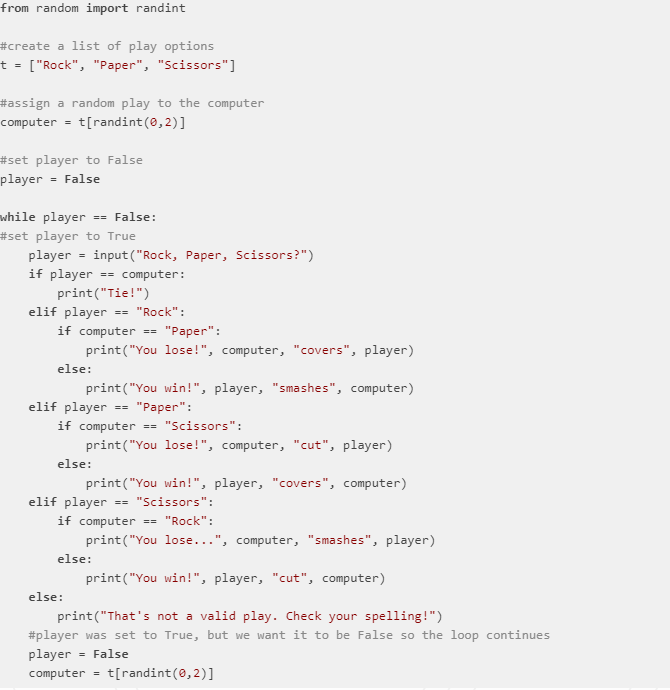 from random import randint
#create a list of play options
t = ["Rock", "Paper", "Scissors"]
#assign a random play to the computer
computer = t[randint(0,2)]
#set player to False
player = False
while player == False:
#set player to True
    player = input("Rock, Paper, Scissors?")
    if player == computer:
        print("Tie!")
    elif player == "Rock":
        if computer == "Paper":
            print("You lose!", computer, "covers", player)
        else:
            print("You win!", player, "smashes", computer)
    elif player == "Paper":
        if computer == "Scissors":
            print("You lose!", computer, "cut", player)
        else:
            print("You win!", player, "covers", computer)
    elif player == "Scissors":
        if computer == "Rock":
            print("You lose...", computer, "smashes", player)
        else:
            print("You win!", player, "cut", computer)
    else:
        print("That's not a valid play. Check your spelling!")
    #player was set to True, but we want it to be False so the loop continues
    player = False
    computer = t[randint(0,2)]